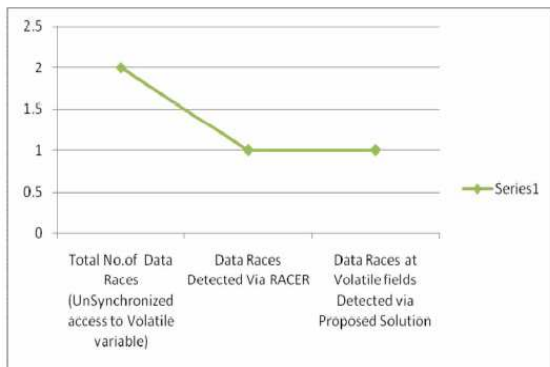 2.5
2
1.5
1
0.5
0
Total No.of Data
Races
(UnSynchronized
access to Volatile
variable)
Data Races
Detected Via RACER
Data Races at
Volatile fields
Detected via
Proposed Solution
Series1